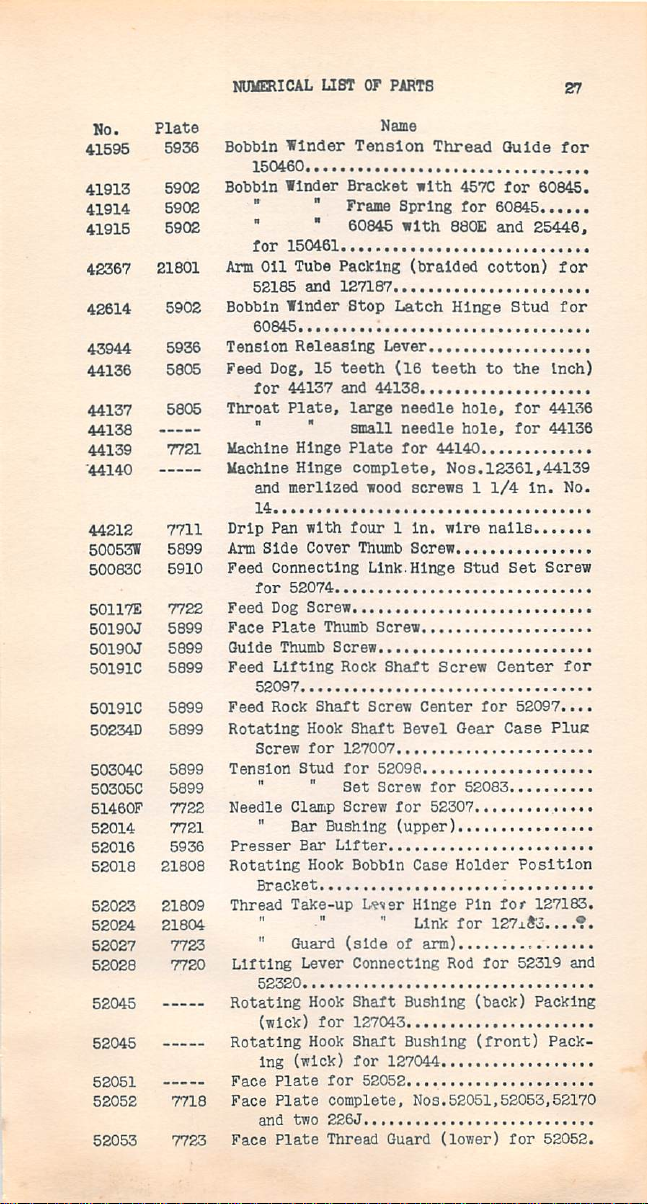 NUMERICAL LIST OF PARTS 27
No. Plate Name
41595 5936 Bobbin Winder Tension Thread Guide for
150460..................................
41913 5902 Bobbin Winder Bracket with 457C for 60845.
41914 5902 " " Frame Spring for 60845......
41915 5902 " " 60845 with 880E and 25446,
for 150461..............................
42367 21801 Arm Oil Tube Packing (braided cotton) for
52185 and 127187........................
42614 5902 Bobbin Winder Stop Latch Hinge Stud for
60845...................................
43944 5936 Tension Releasing Lever...................
44136 5805 Feed Dog, 15 teeth (16 teeth to the inch)
for 44137 and 44138.....................
44137 5805 Throat Plate, large needle hole, for 44136
44138 ----- " " small needle hole, for 44136
44139 7721 Machine Hinge Plate for 44140.............
44140 ----- Machine Hinge complete, Nos.12361,44139
and merlized wood screws 1 1/4 in. No.
14......................................
44212 7711 Drip Pan with four 1 in. wire nails.......
50053W 5899 Arm Side Cover Thumb Screw................
50083C 5910 Feed Connecting Link Hinge Stud Set Screw
for 52074...............................
50117E 7722 Feed Dog Screw............................
50190J 5899 Face Plate Thumb Screw....................
50190J 5899 Guide Thumb Screw.........................
50191C 5899 Feed Lifting Rock Shaft Screw Center for
52097...................................
50191C 5899 Feed Rock Shaft Screw Center for 52097....
50234D 5899 Rotating Hook Shaft Bevel Gear Case Plug
Screw for 127007........................
50304C 5899 Tension Stud for 52098....................
50305C 5899 " " Set Screw for 52083..........
51460F 7722 Needle Clamp Screw for 52307..............
52014 7721 " Bar Bushing (upper)................
52016 5936 Presser Bar Lifter........................
52018 21808 Rotating Hook Bobbin Case Holder Position
Bracket.................................
52023 21809 Thread Take-up Lever Hinge Pin for 127183.
52024 21804 " " " Link for 127183......
52027 7723 " Guard (side of arm)................
52028 7720 Lifting Lever Connecting Rod for 52319 and
52320...................................
52045 ----- Rotating Hook Shaft Bushing (back) Packing
(wick) for 127043.......................
52045 ----- Rotating Hook Shaft Bushing (front) Pack-
ing (wick) for 127044...................
52051 ----- Face Plate for 52052......................
52052 7718 Face Plate complete, Nos.52051,52053,52170
and two 226J............................
52053 7723 Face Plate Thread Guard (lower) for 52052.